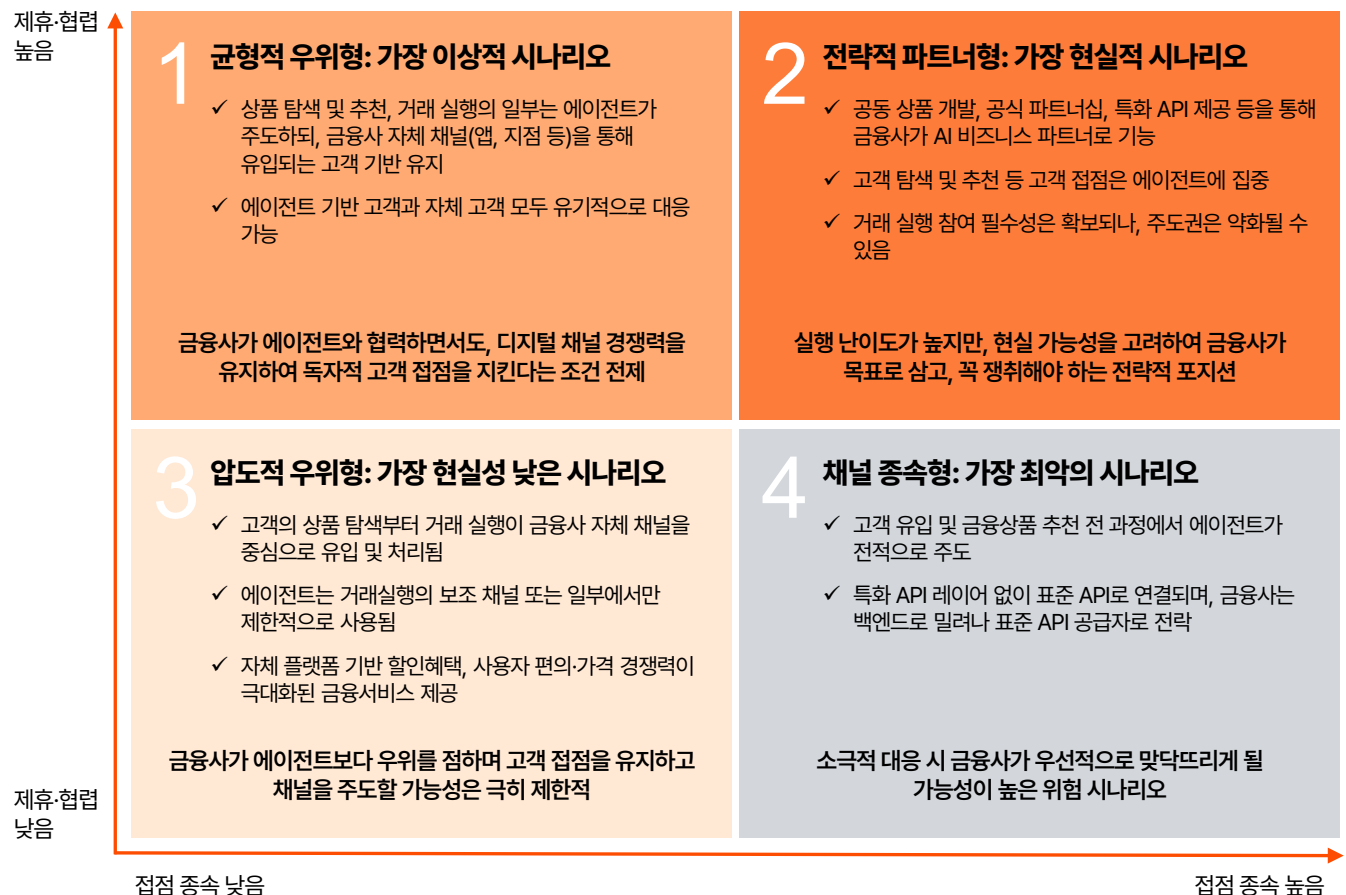 제휴·협렵
높음
1
균형적 우위형: 가장 이상적 시나리오
✓ 상품 탐색 및 추천, 거래 실행의 일부는 에이전트가
주도하되, 금융사 자체 채널(앱, 지점 등)을 통해
유입되는 고객 기반 유지
✓ 에이전트 기반 고객과 자체 고객 모두 유기적으로 대응
가능
금융사가 에이전트와 협력하면서도, 디지털 채널 경쟁력을
유지하여 독자적 고객 접점을 지킨다는 조건 전제
2
전략적 파트너형: 가장 현실적 시나리오
✓ 공동 상품 개발, 공식 파트너십, 특화 API 제공 등을 통해
금융사가 AI 비즈니스 파트너로 기능
✓ 고객 탐색 및 추천 등 고객 접점은 에이전트에 집중
✓ 거래 실행 참여 필수성은 확보되나, 주도권은 약화될 수
있음
실행 난이도가 높지만, 현실 가능성을 고려하여 금융사가
목표로 삼고, 꼭 쟁취해야 하는 전략적 포지션
3
압도적 우위형: 가장 현실성 낮은 시나리오
✓ 고객의 상품 탐색부터 거래 실행이 금융사 자체 채널을
중심으로 유입 및 처리됨
✓ 에이전트는 거래실행의 보조 채널 또는 일부에서만
제한적으로 사용됨
✓ 자체 플랫폼 기반 할인혜택, 사용자 편의·가격 경쟁력이
극대화된 금융서비스 제공
금융사가 에이전트보다 우위를 점하며 고객 접점을 유지하고
채널을 주도할 가능성은 극히 제한적
4
채널 종속형: 가장 최악의 시나리오
✓ 고객 유입 및 금융상품 추천 전 과정에서 에이전트가
전적으로 주도
✓ 특화 API 레이어 없이 표준 API로 연결되며, 금융사는
백엔드로 밀려나 표준 API 공급자로 전락
소극적 대응 시 금융사가 우선적으로 맞닥뜨리게 될
가능성이 높은 위험 시나리오
제휴·협렵
낮음
접점 종속 낮음
접점 종속 높음